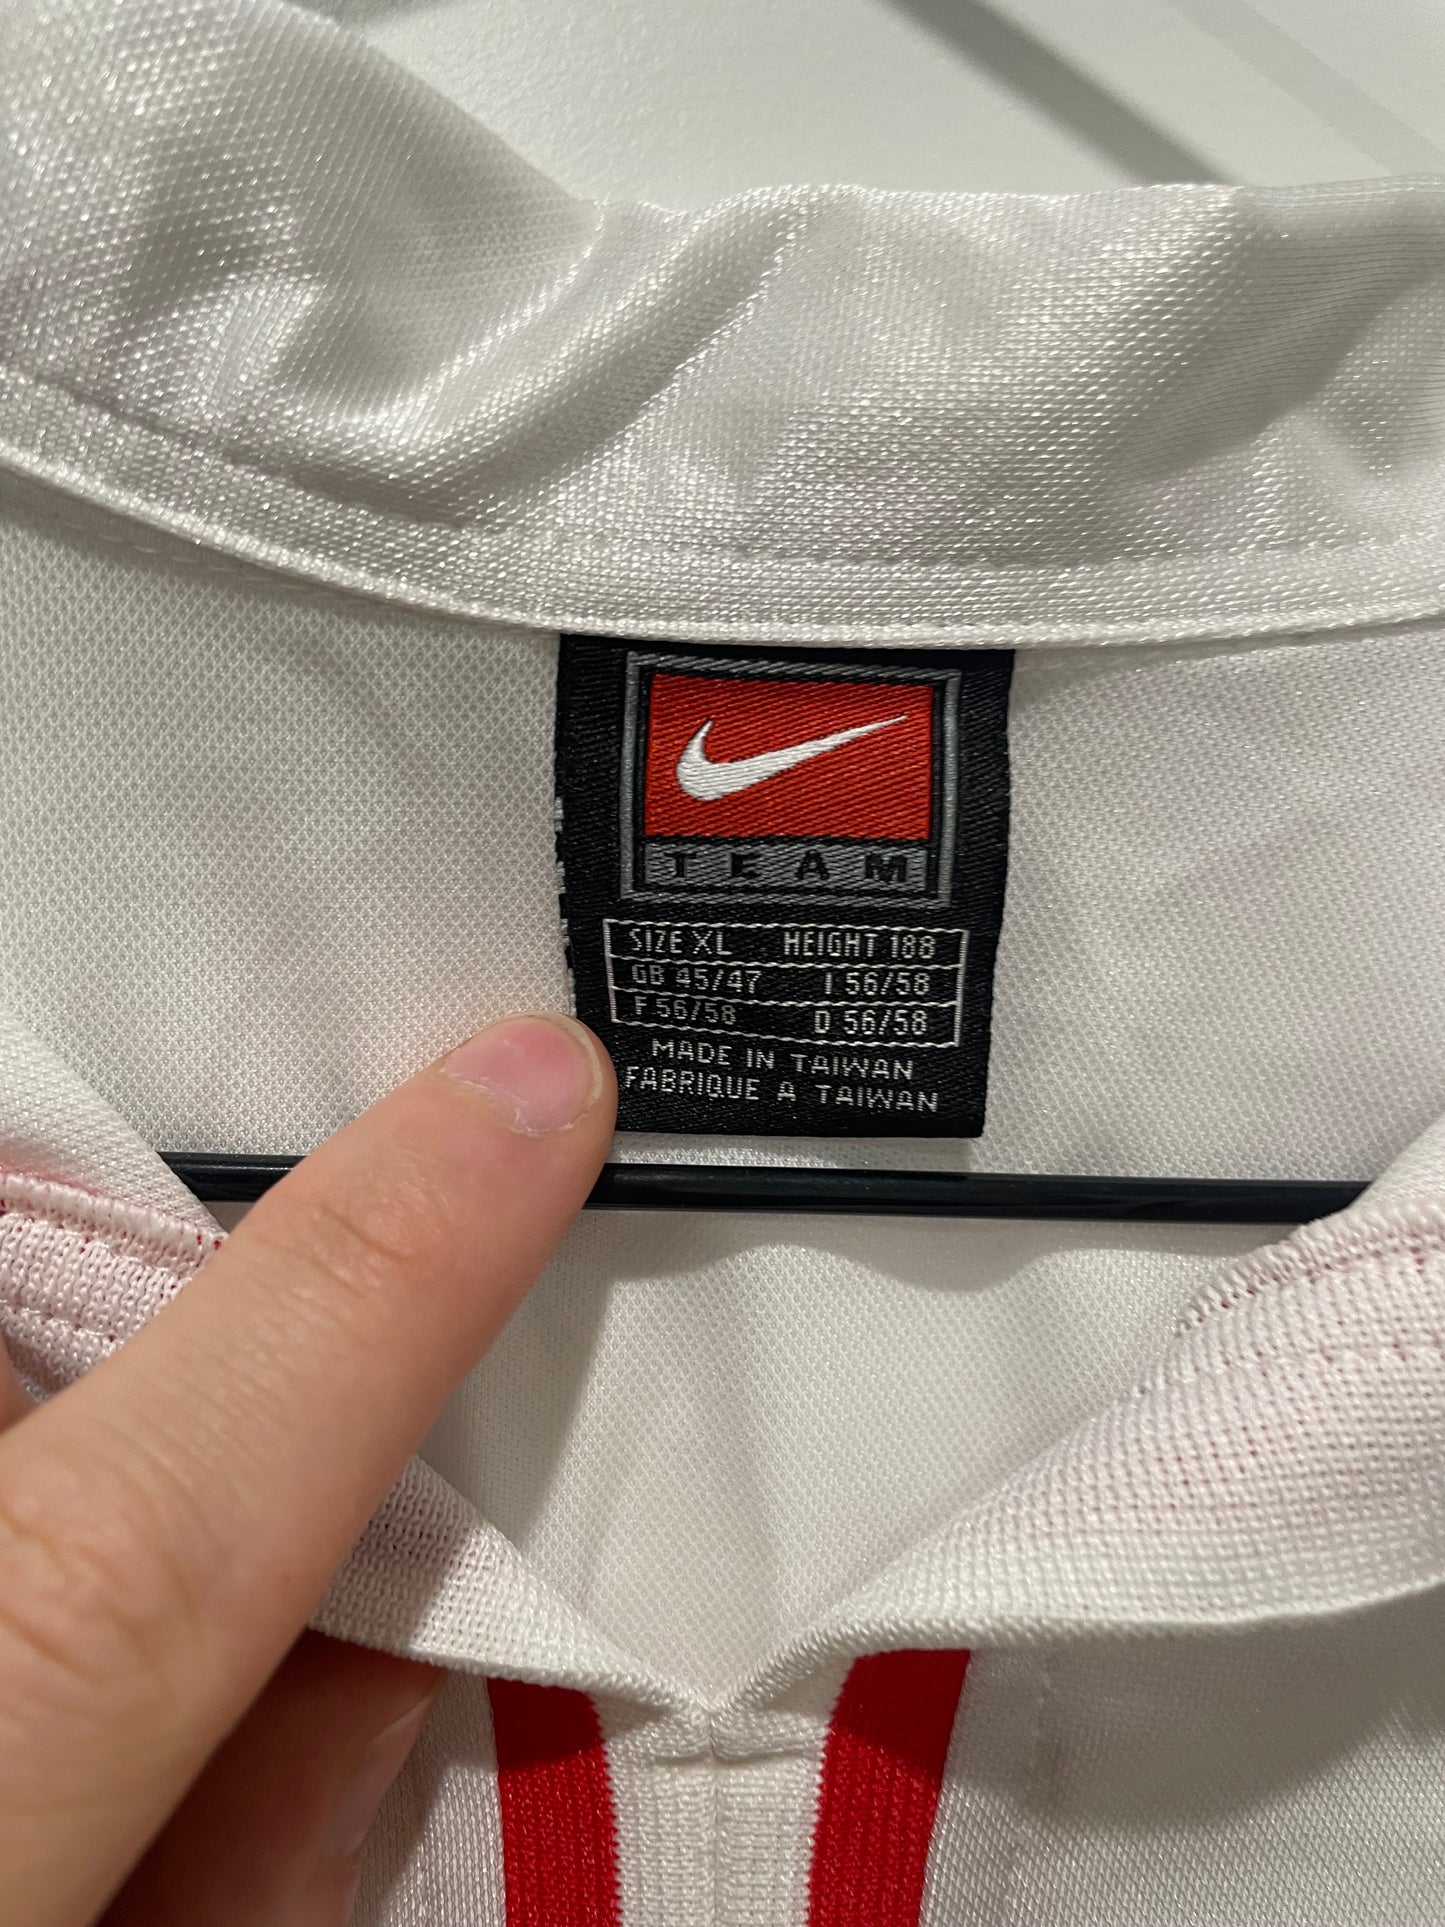 TEAM
SIZE XL HEIGHT 188
GB 45/47 I 56/58
F 56/58 D 56/58
MADE IN TAIWAN
FABRIQUE A TAIWAN